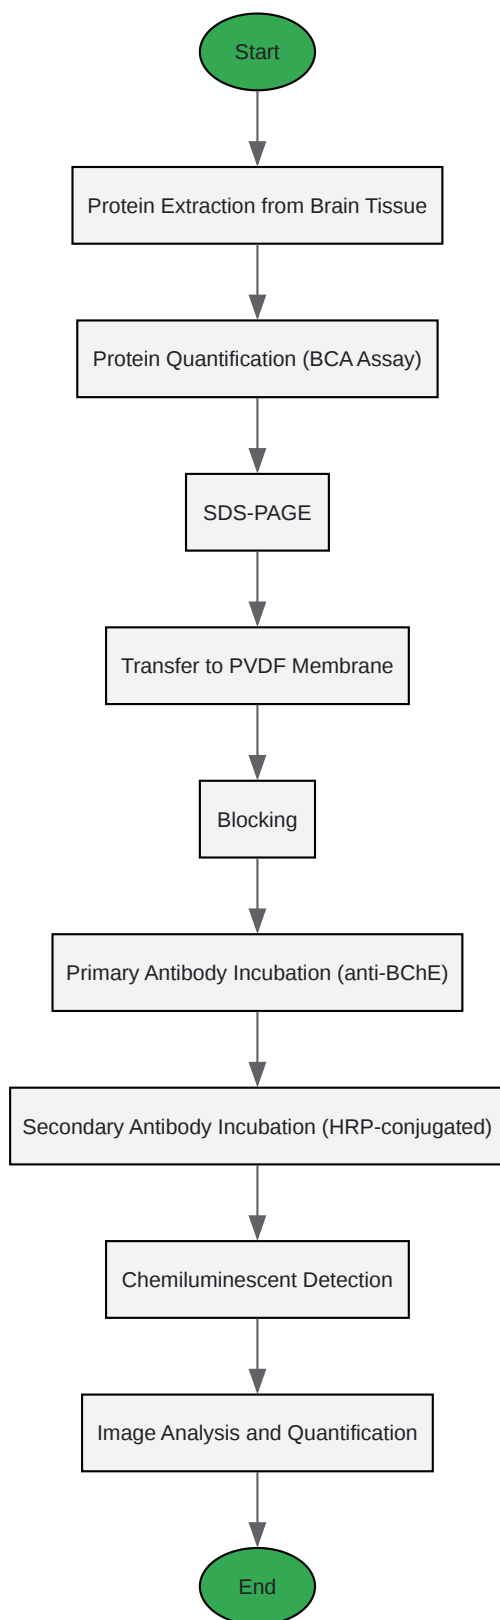 Start
Protein Extraction from Brain Tissue
Protein Quantification (BCA Assay)
SDS-PAGE
Transfer to PVDF Membrane
Blocking
Primary Antibody Incubation (anti-BChE)
Secondary Antibody Incubation (HRP-conjugated)
Chemiluminescent Detection
Image Analysis and Quantification
End